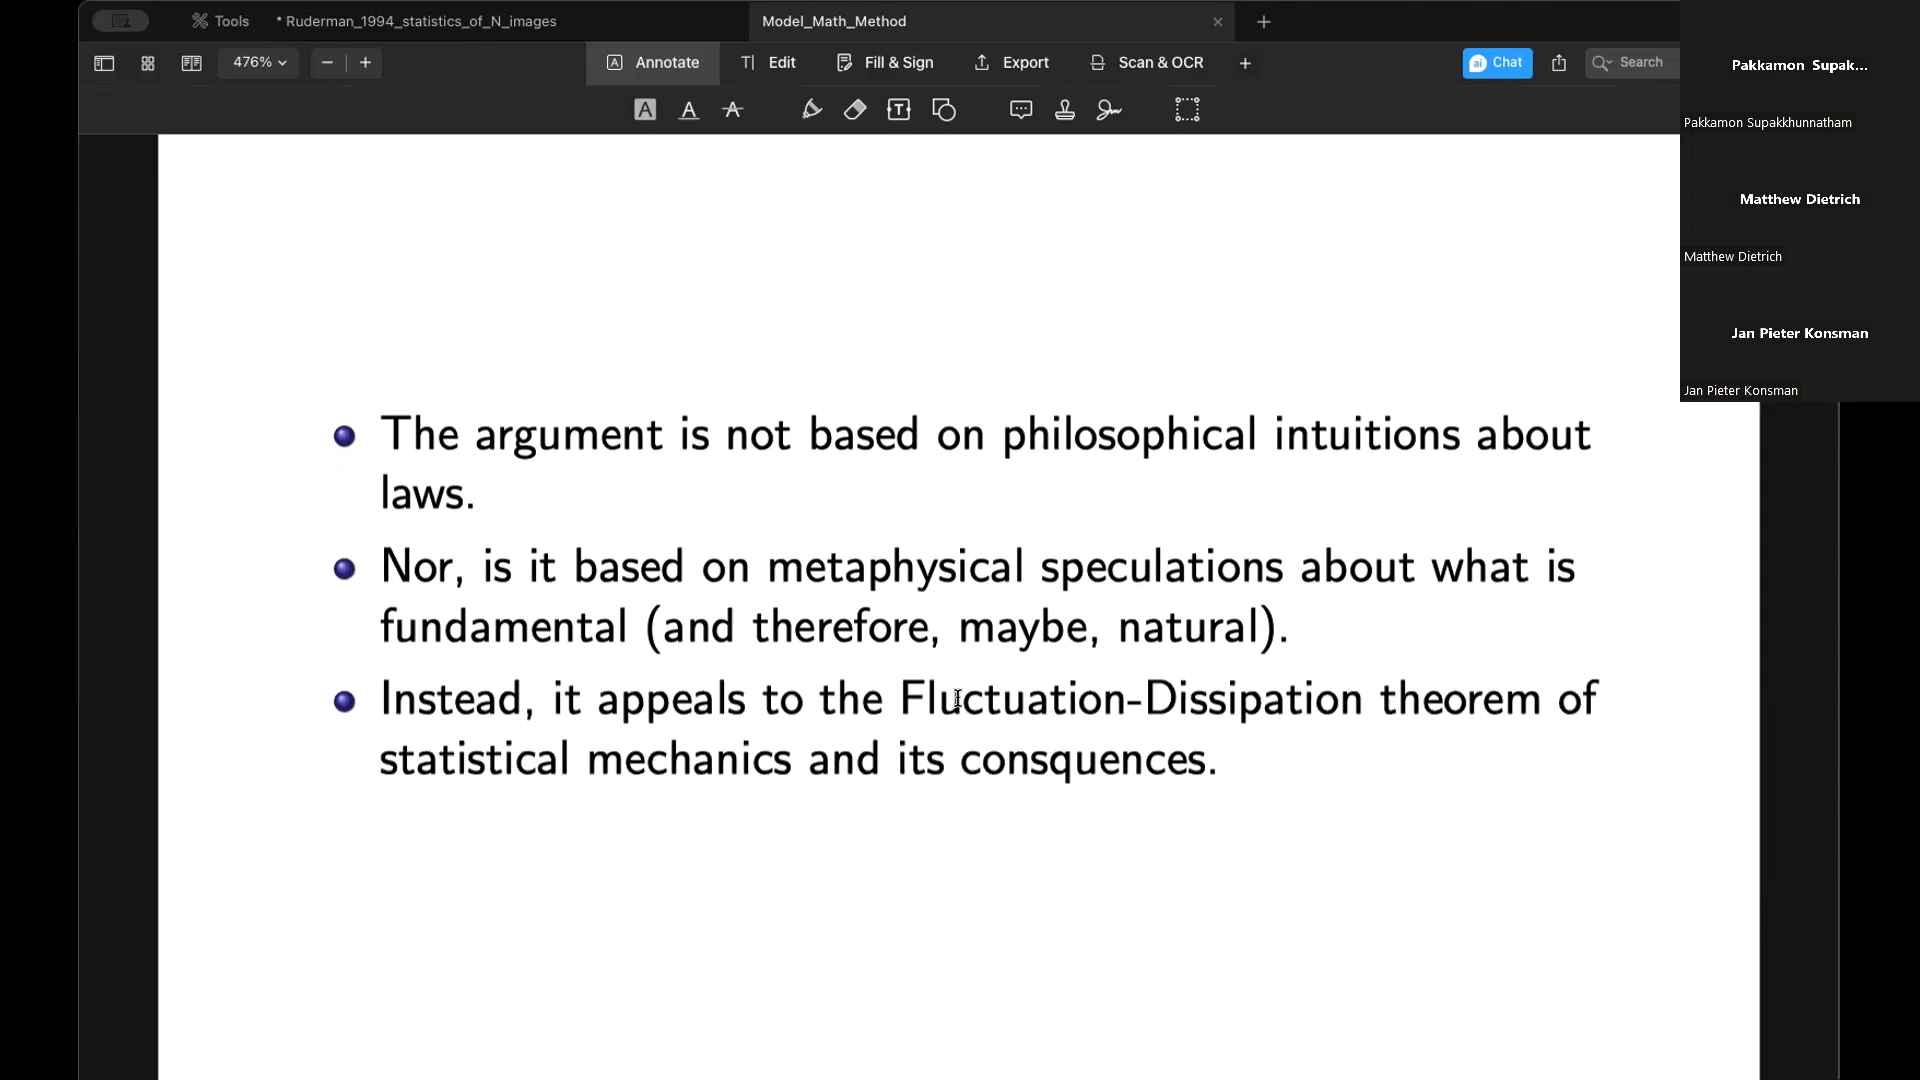 Tools
* Ruderman_1994_statistics_of_N_images
Model_Math_Method
476%
Annotate
Edit
Fill & Sign
Export
Scan & OCR
ai Chat
Search
Pakkamon Supak...
Pakkamon Supakkhunnatham
Matthew Dietrich
Matthew Dietrich
Jan Pieter Konsman
Jan Pieter Konsman
The argument is not based on philosophical intuitions about
laws.
Nor, is it based on metaphysical speculations about what is
fundamental (and therefore, maybe, natural).
Instead, it appeals to the Fluctuation-Dissipation theorem of
statistical mechanics and its consquences.